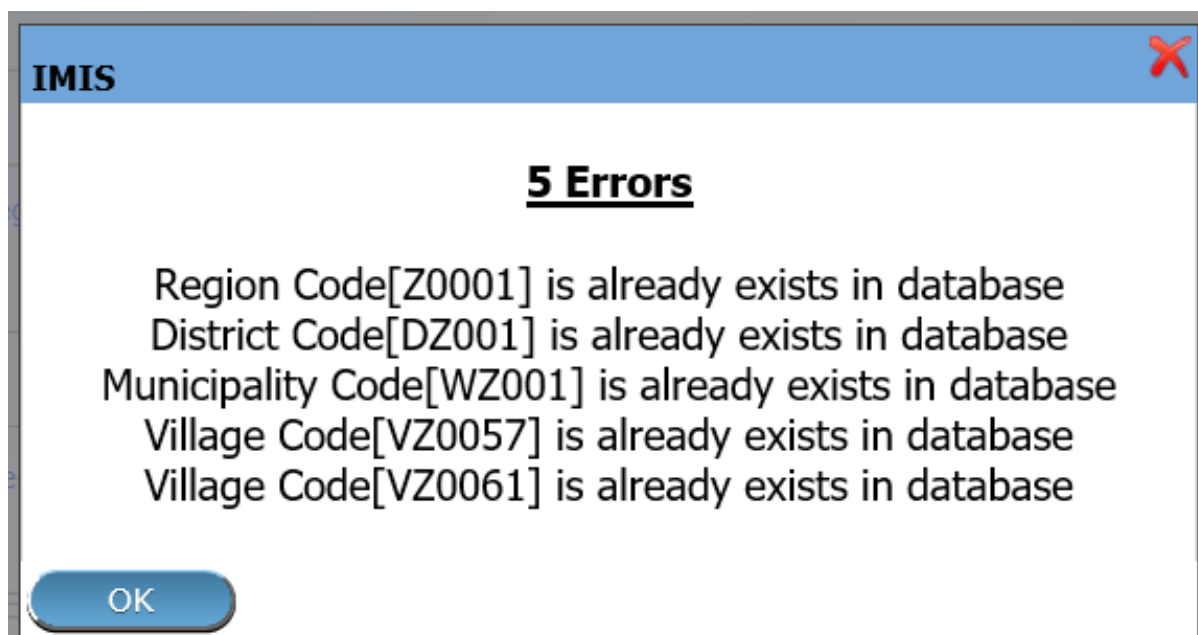 IMIS
5 Errors
Region Code[Z0001] is already exists in database
District Code[DZ001] is already exists in database
Municipality Code[WZ001] is already exists in database
Village Code[VZ0057] is already exists in database
Village Code[VZ0061] is already exists in database
OK